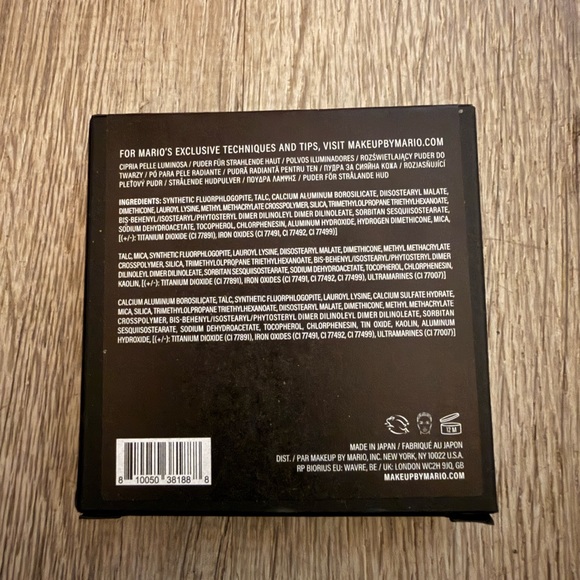 FOR MARIO'S EXCLUSIVE TECHNIQUES AND TIPS, VISIT MAKEUPBYMARIO.COM
CIPRIA PELLE LUMINOSA / PUDER FÜR STRAHLENDE HAUT / POLVOS ILUMINADORES / ROZŚWIETLAJĄCY PUDER DO
TWARZY / PÓ PARA PELE RADIANTE / PUDRĂ RADIANTĂ PENTRU TEN / ПУДРА ЗА СИЯЙНА КОЖА / ROZJASŇUJÍCÍ
PLEŤOVÝ PUDR / STRÅLENDE HUDPULVER / ΠΟΥΔΡΑ ΛΑΜΨΗΣ / PUDER FÖR STRÅLANDE HUD
INGREDIENTS: SYNTHETIC FLUORPHLOGOPITE, TALC, CALCIUM ALUMINUM BOROSILICATE, DIISOSTEARYL MALATE,
DIMETHICONE, LAUROYL LYSINE, METHYL METHACRYLATE CROSSPOLYMER, SILICA, TRIMETHYLOLPROPANE TRIETHYLHEXANOATE,
BIS-BEHENYL/ISOSTEARYL/PHYTOSTERYL DIMER DILINOLEYL DIMER DILINOLEATE, SORBITAN SESQUIISOSTEARATE,
SODIUM DEHYDROACETATE, TOCOPHEROL, CHLORPHENESIN, ALUMINUM HYDROXIDE, HYDROGEN DIMETHICONE, MICA,
[(+/-): TITANIUM DIOXIDE (CI 77891), IRON OXIDES (CI 77491, CI 77492, CI 77499)]
TALC, MICA, SYNTHETIC FLUORPHLOGOPITE, LAUROYL LYSINE, DIISOSTEARYL MALATE, DIMETHICONE, METHYL METHACRYLATE
CROSSPOLYMER, SILICA, TRIMETHYLOLPROPANE TRIETHYLHEXANOATE, BIS-BEHENYL/ISOSTEARYL/PHYTOSTERYL DIMER
DILINOLEYL DIMER DILINOLEATE, SORBITAN SESQUIISOSTEARATE, SODIUM DEHYDROACETATE, TOCOPHEROL, CHLORPHENESIN,
KAOLIN, [(+/-): TITANIUM DIOXIDE (CI 77891), IRON OXIDES (CI 77491, CI 77492, CI 77499), ULTRAMARINES (CI 77007)]
CALCIUM ALUMINUM BOROSILICATE, TALC, SYNTHETIC FLUORPHLOGOPITE, LAUROYL LYSINE, CALCIUM SULFATE HYDRATE,
MICA, SILICA, TRIMETHYLOLPROPANE TRIETHYLHEXANOATE, DIISOSTEARYL MALATE, DIMETHICONE, METHYL METHACRYLATE
CROSSPOLYMER, BIS-BEHENYL/ISOSTEARYL/PHYTOSTERYL DIMER DILINOLEYL DIMER DILINOLEATE, SORBITAN
SESQUIISOSTEARATE, SODIUM DEHYDROACETATE, TOCOPHEROL, CHLORPHENESIN, TIN OXIDE, KAOLIN, ALUMINUM
HYDROXIDE, [(+/-): TITANIUM DIOXIDE (CI 77891), IRON OXIDES (CI 77491, CI 77492, CI 77499), ULTRAMARINES (CI 77007)]
12 M
MADE IN JAPAN / FABRIQUÉ AU JAPON
DIST. / PAR MAKEUP BY MARIO, INC. NEW YORK, NY 10022 U.S.A.
RP BIORIUS EU: WAVRE, BE / UK: LONDON WC2H 9JQ, GB
MAKEUPBYMARIO.COM
8 10050 38188 8